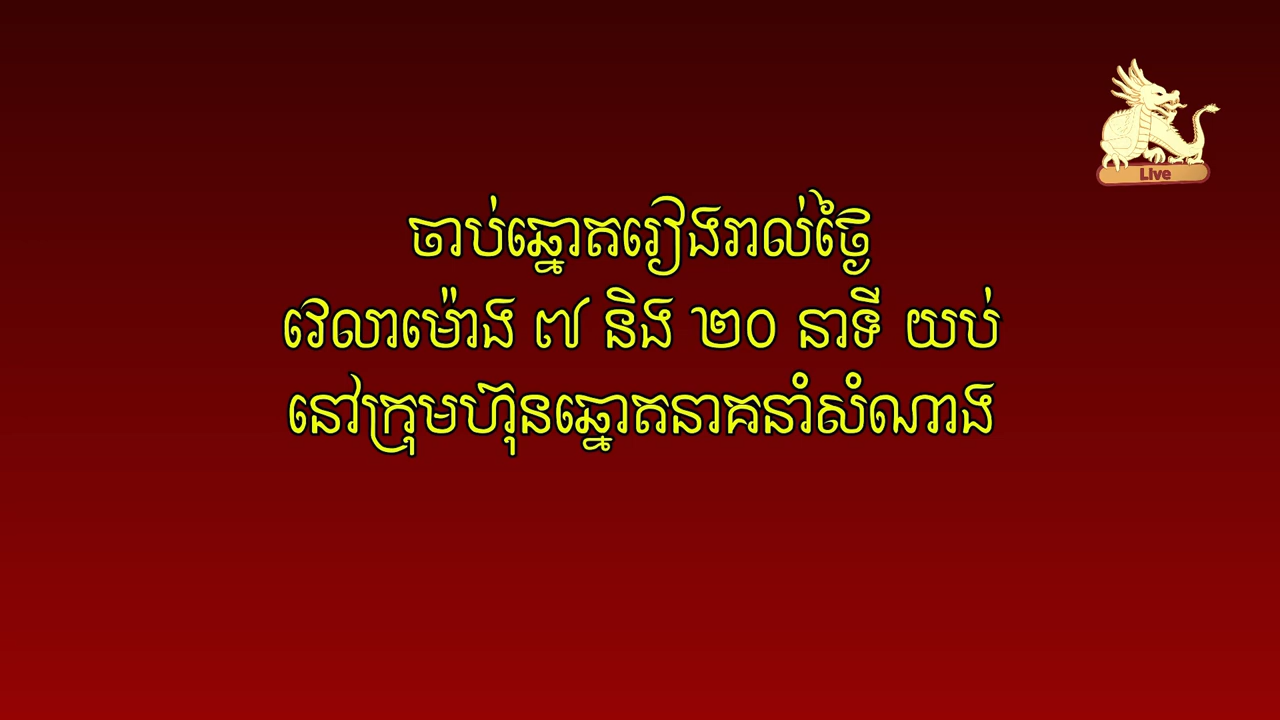 Live
ចាប់ឆ្នោតរៀងរាល់ថ្ងៃ
វេលាម៉ោង ៧ និង ២០ នាទី យប់
នៅក្រុមហ៊ុនឆ្នោតនាគនាំសំណាង